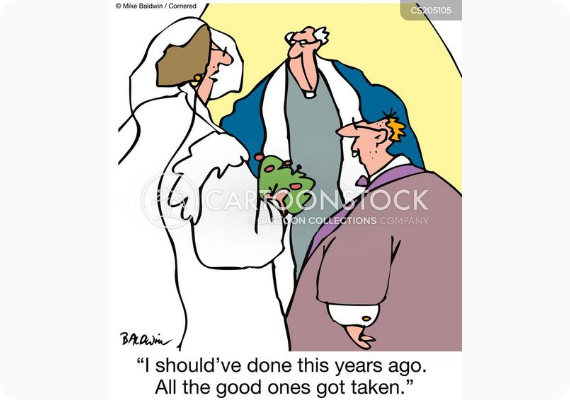 © Mike Baldwin / Cornered
CS205105
CARTOONSTOCK
CARTOON COLLECTIONS COMPANY
BALDWIN
“I should’ve done this years ago.
All the good ones got taken.”